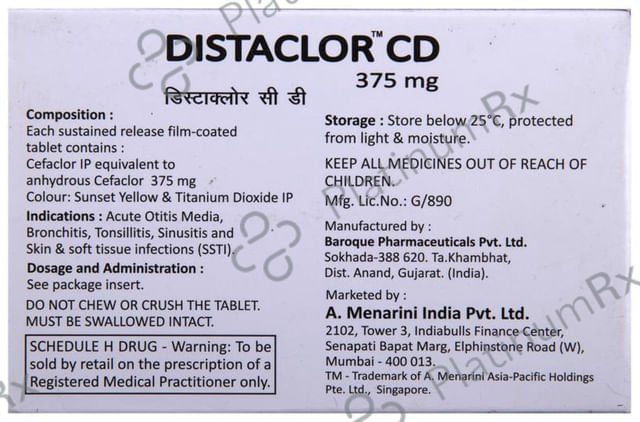 DISTACLOR™ CD
375 mg
डिस्टाक्लोर सी डी
Composition :
Each sustained release film-coated
tablet contains :
Cefaclor IP equivalent to
anhydrous Cefaclor 375 mg
Colour: Sunset Yellow & Titanium Dioxide IP
Indications : Acute Otitis Media,
Bronchitis, Tonsillitis, Sinusitis and
Skin & soft tissue infections (SSTI).
Dosage and Administration :
See package insert.
DO NOT CHEW OR CRUSH THE TABLET.
MUST BE SWALLOWED INTACT.
SCHEDULE H DRUG - Warning: To be
sold by retail on the prescription of a
Registered Medical Practitioner only.
Storage : Store below 25°C, protected
from light & moisture.
KEEP ALL MEDICINES OUT OF REACH OF
CHILDREN.
Mfg. Lic.No.: G/890
Manufactured by :
Baroque Pharmaceuticals Pvt. Ltd.
Sokhada-388 620. Ta.Khambhat,
Dist. Anand, Gujarat. (India).
Marketed by :
A. Menarini India Pvt. Ltd.
2102, Tower 3, Indiabulls Finance Center,
Senapati Bapat Marg, Elphinstone Road (W),
Mumbai - 400 013.
TM - Trademark of A. Menarini Asia-Pacific Holdings
Pte. Ltd., Singapore.
PlatinumRx
PlatinumRx
PlatinumRx